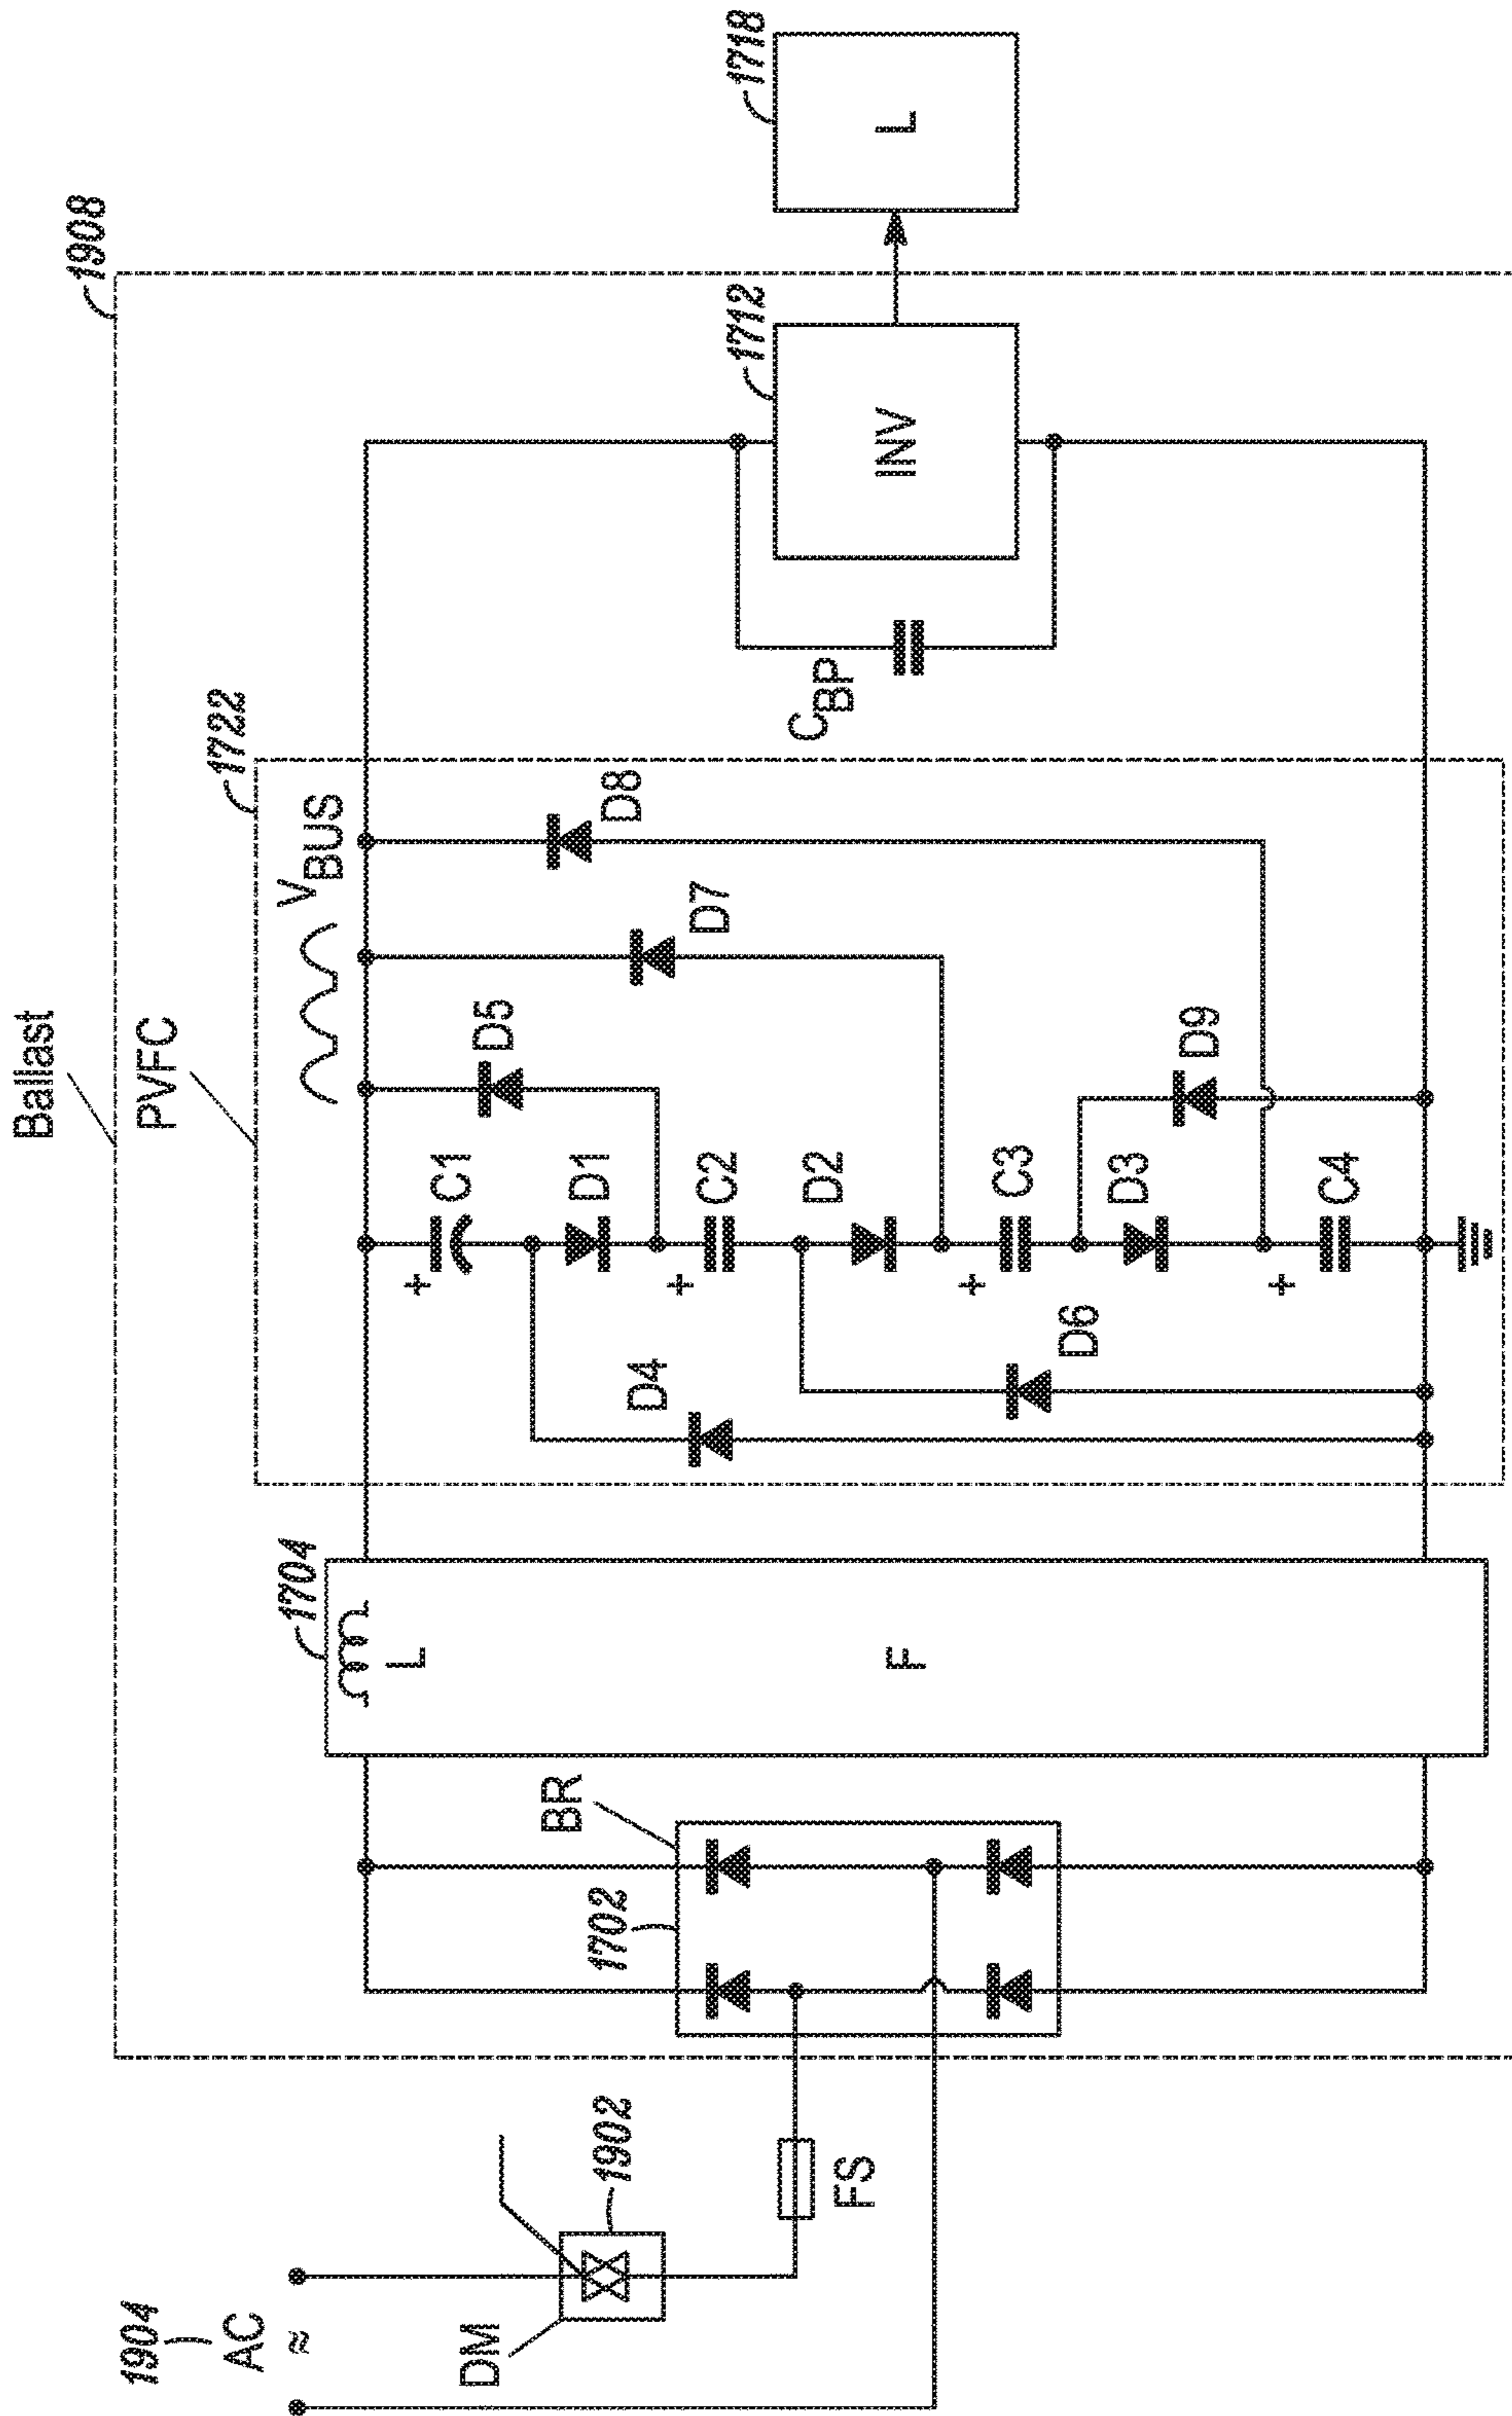 1904
AC
≈
DM
1902
FS
Ballast
1908
BR
1702
1704
L
F
PVFC
1722
V BUS
D4
D6
+ C1
D1
+ C2
D2
+ C3
D3
+ C4
D5
D7
D8
D9
C BP
INV
1712
L
1718